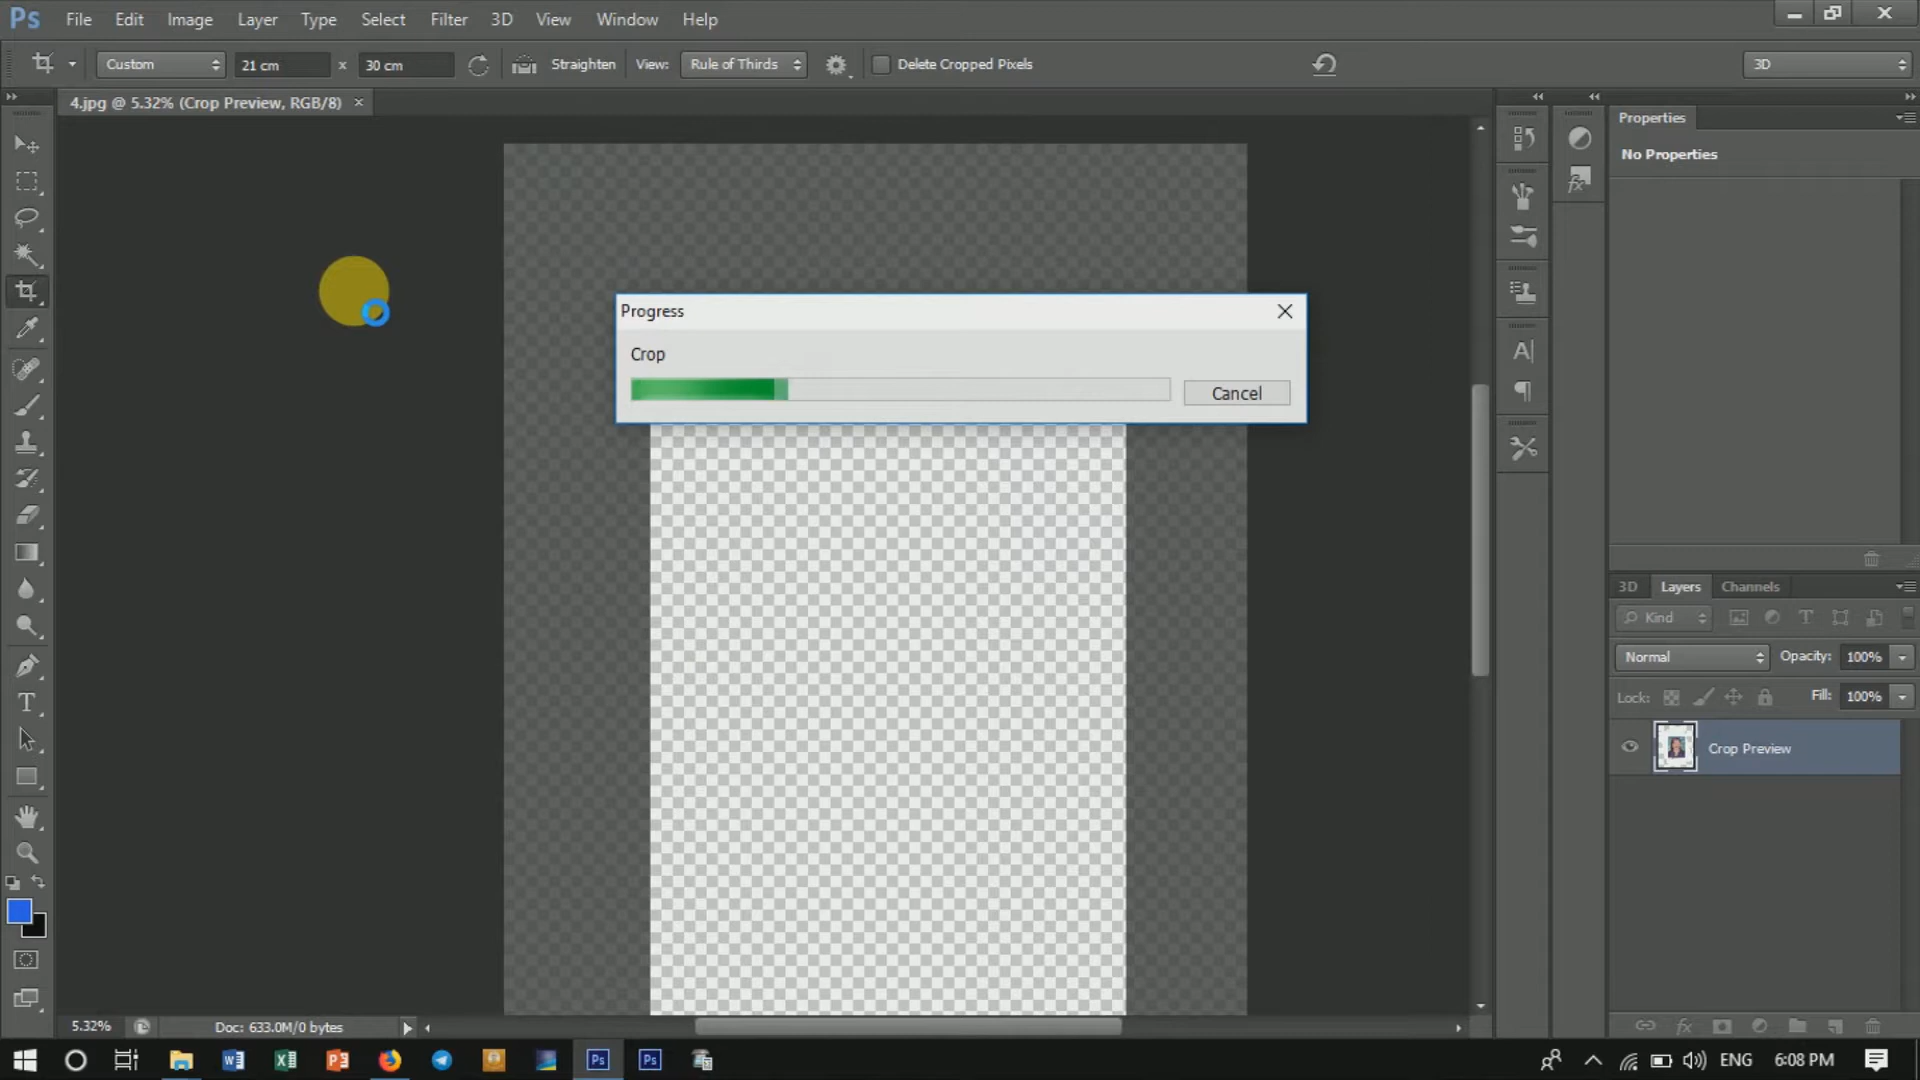 Ps File Edit Image Layer Type Select Filter 3D View Window Help
Custom 21 cm x 30 cm Straighten View: Rule of Thirds Delete Cropped Pixels 3D
4.jpg @ 5.32% (Crop Preview, RGB/8) ×
Properties
No Properties
Progress
Crop
Cancel
3D Layers Channels
Kind
Normal Opacity: 100%
Lock: Fill: 100%
Crop Preview
5.32% Doc: 633.0M/0 bytes
ENG 6:08 PM